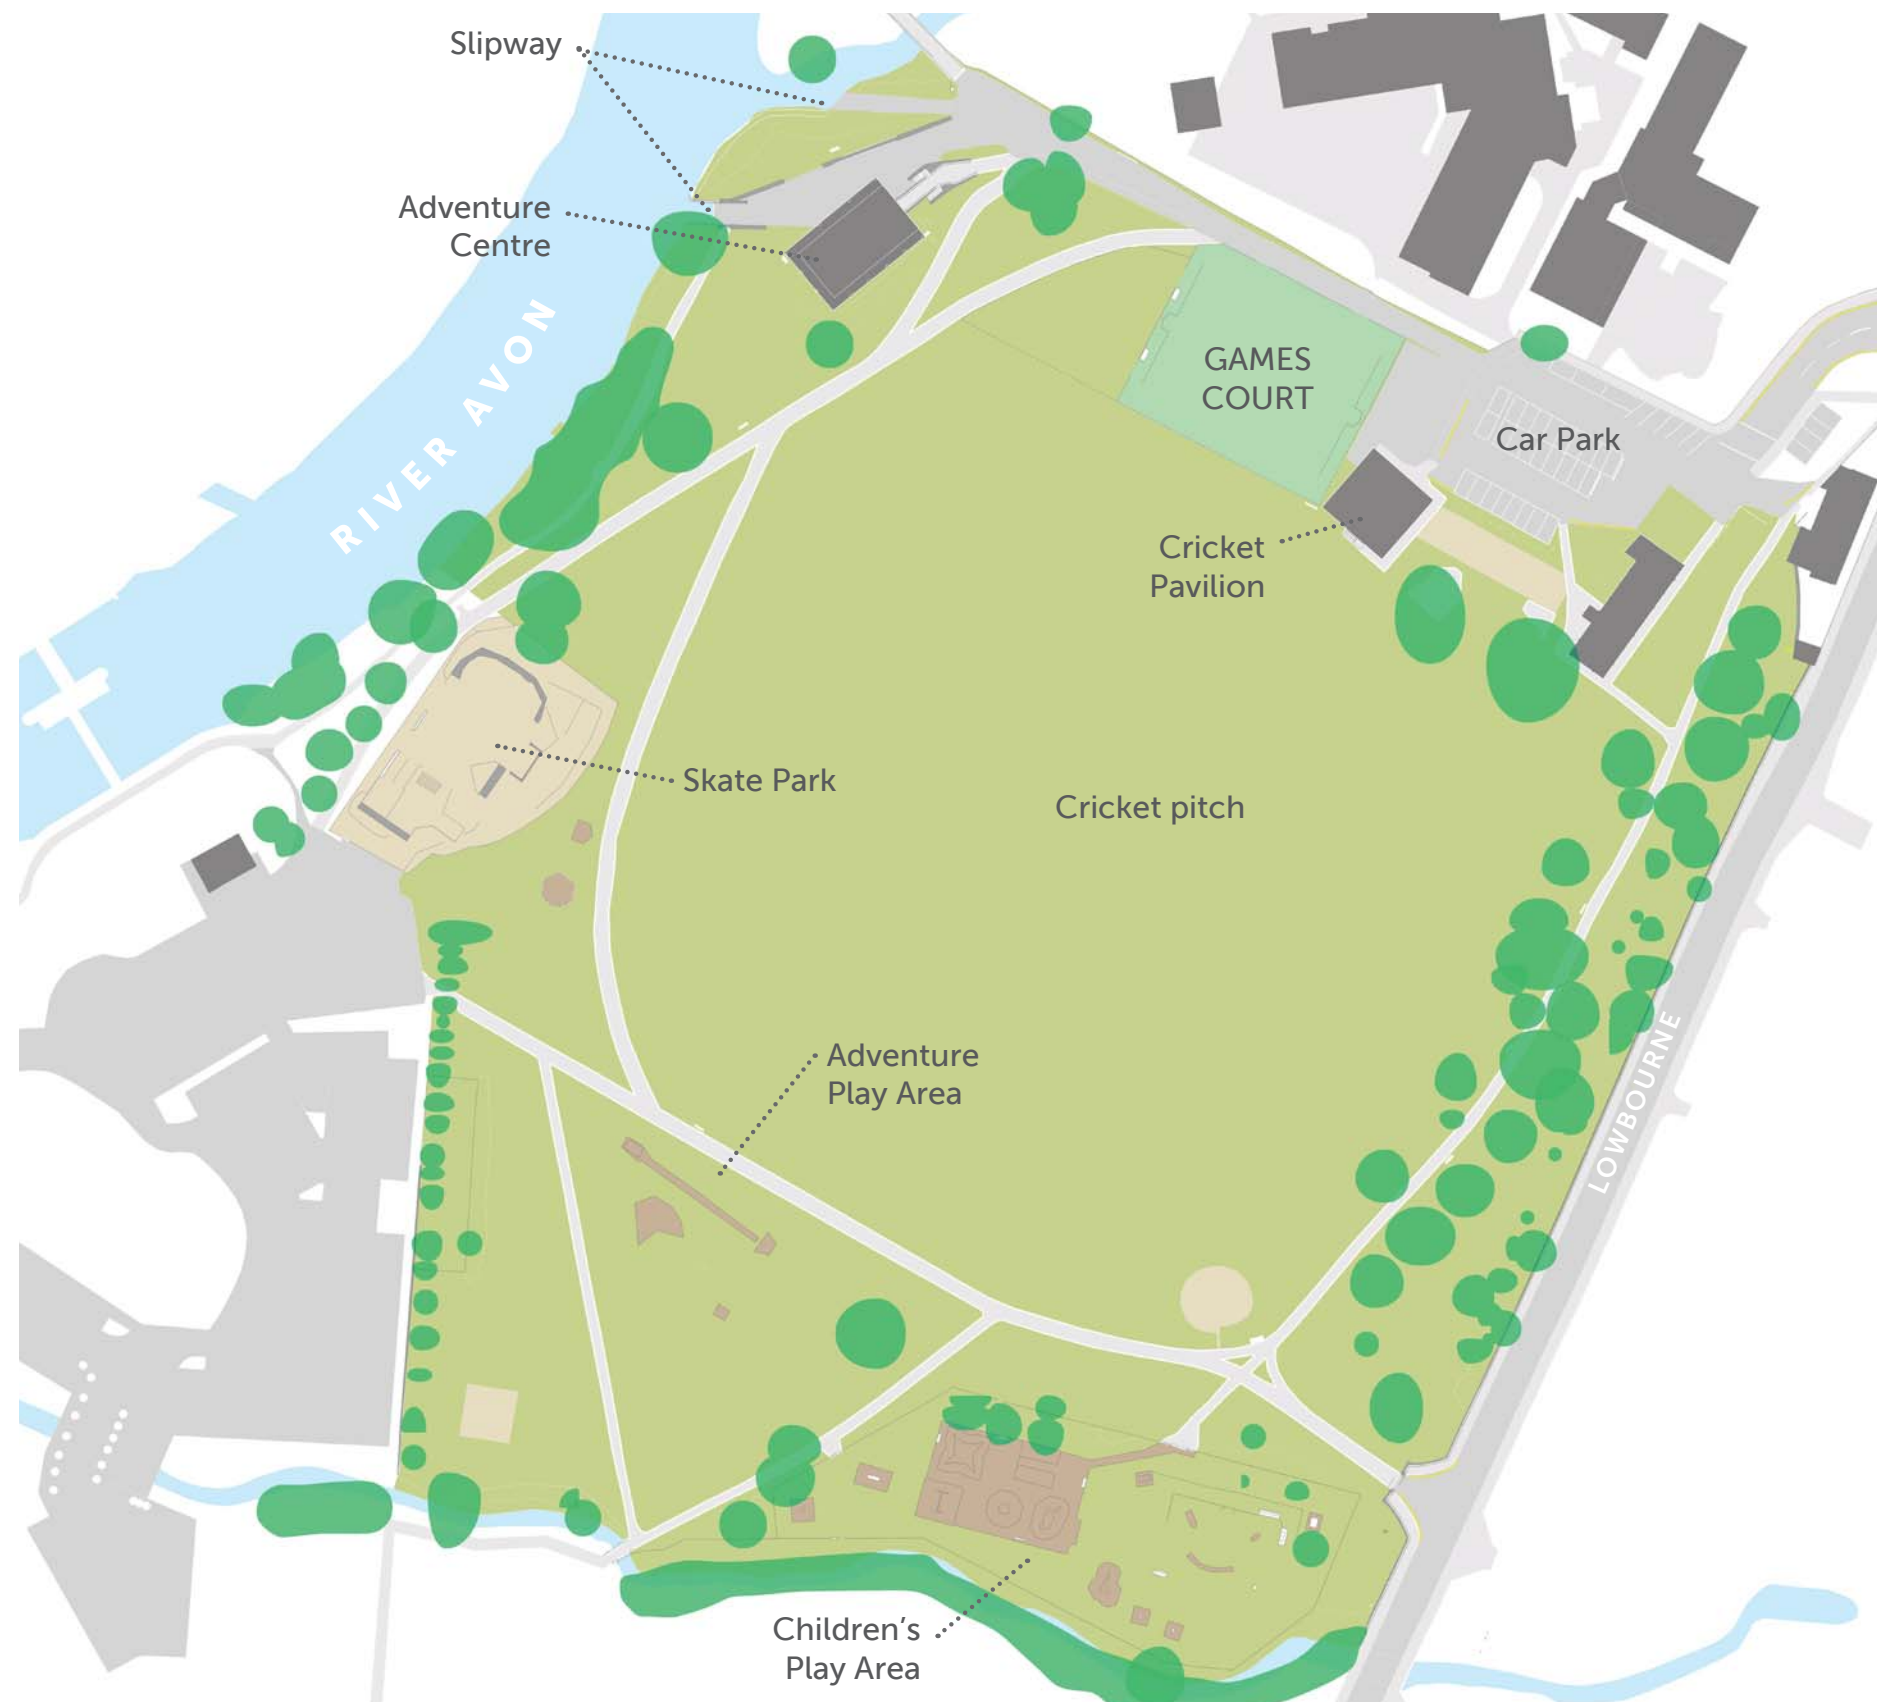 Slipway
Adventure
Centre
RIVER AVON
GAMES
COURT
Car Park
Cricket
Pavilion
Skate Park
Cricket pitch
Adventure
Play Area
LOWBOURNE
Children's
Play Area